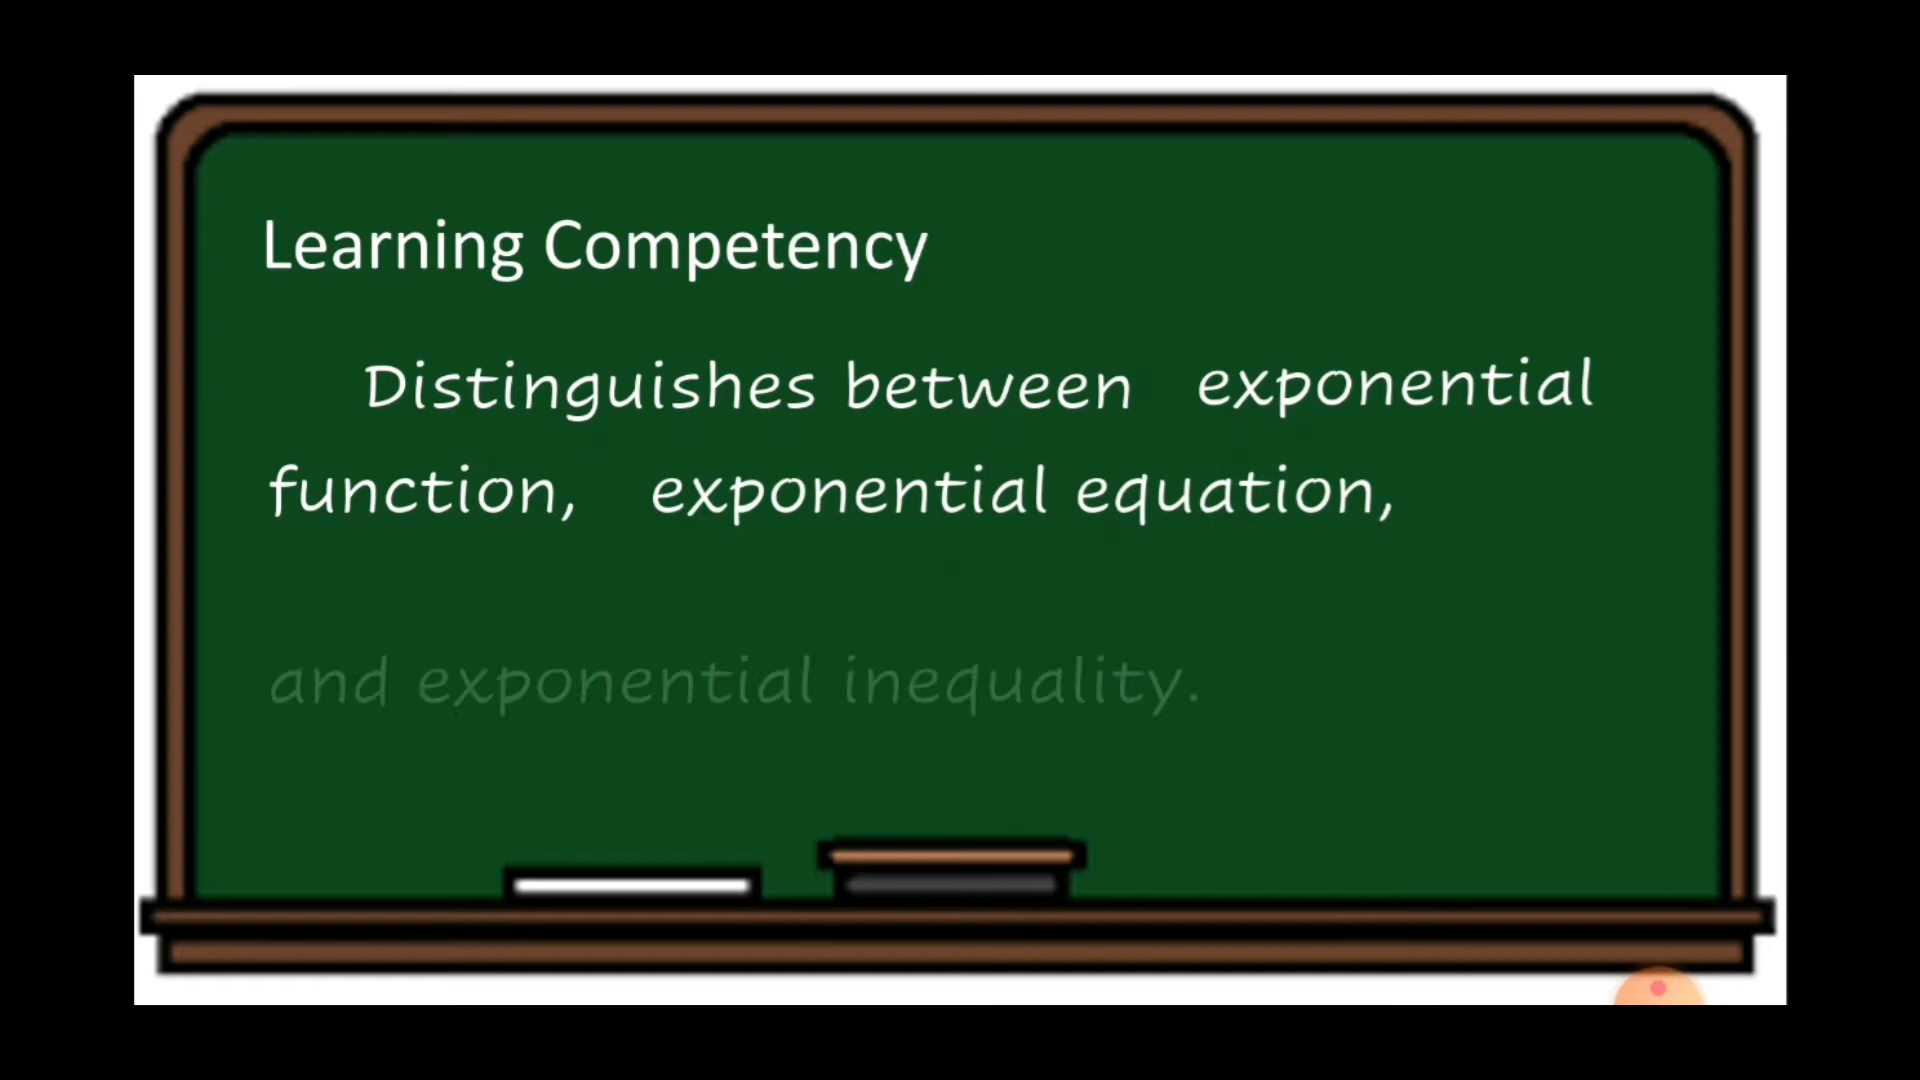 Learning Competency
Distinguishes between exponential
function, exponential equation,
and exponential inequality.